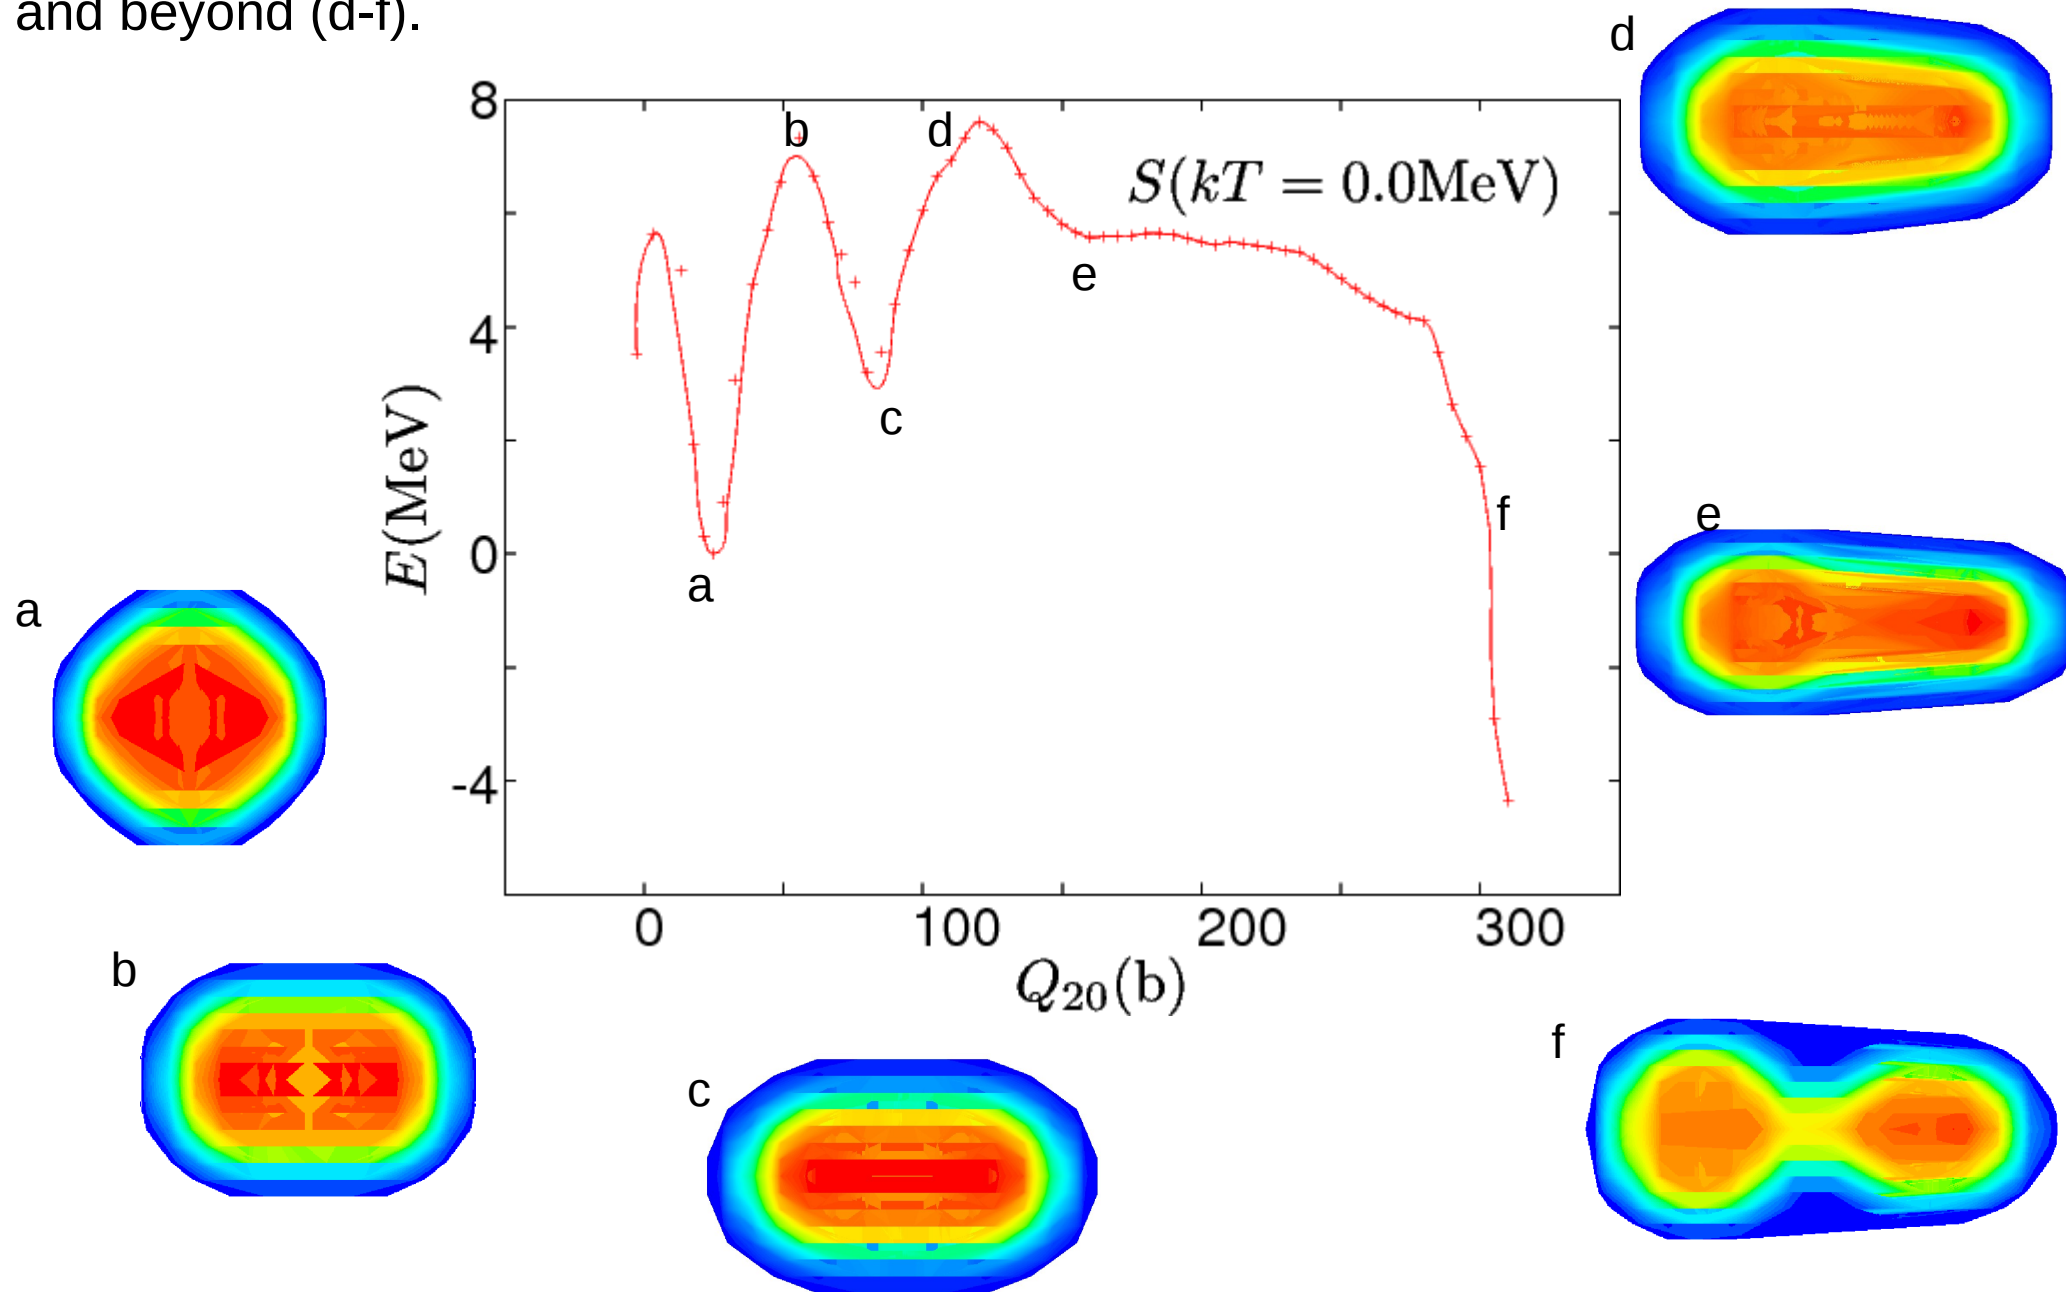 and beyond (d-f).
d
8
b
d
S(kT = 0.0MeV)
e
4
c
E(MeV)
f
e
0
a
a
-4
0 100 200 300
b
Q20(b)
f
c